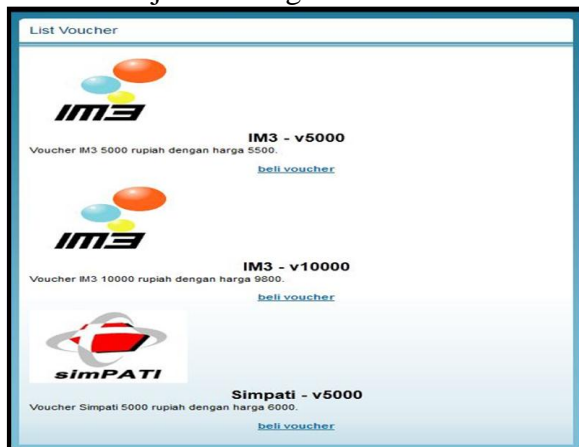 List Voucher
IM3
IM3 - v5000
Voucher IM3 5000 rupiah dengan harga 5500.
beli voucher
IM3
IM3 - v10000
Voucher IM3 10000 rupiah dengan harga 9800.
beli voucher
simPATI
Simpati - v5000
Voucher Simpati 5000 rupiah dengan harga 6000.
beli voucher